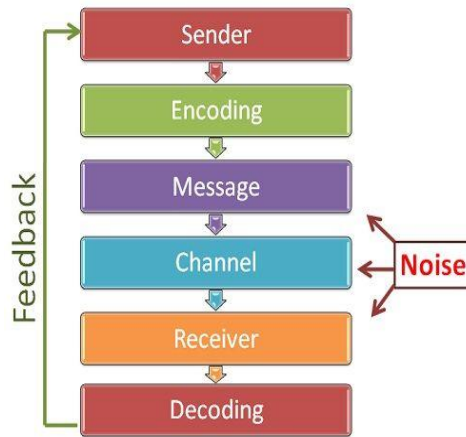 Sender
Encoding
Message
Channel
Noise
Receiver
Decoding
Feedback